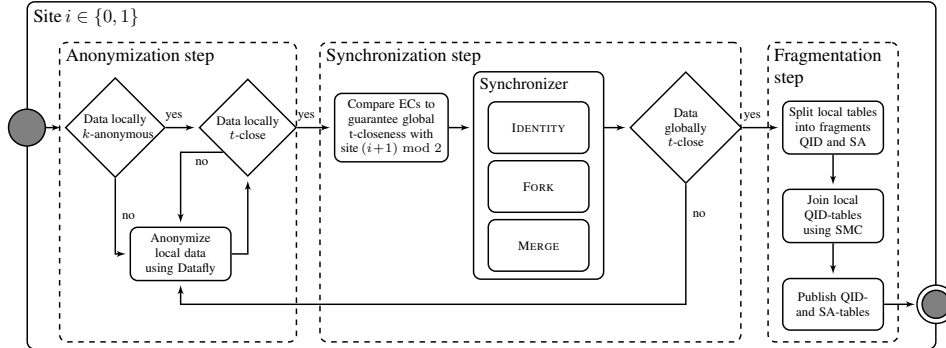 Site i ∈ {0, 1}
Anonymization step
Data locally
k-anonymous
yes
Data locally
t-close
yes
no
no
Anonymize
local data
using Datafly
Synchronization step
Compare ECs to
guarantee global
t-closeness with
site (i+1) mod 2
Synchronizer
IDENTITY
FORK
MERGE
Data
globally
t-close
yes
no
Fragmentation
step
Split local tables
into fragments
QID and SA
Join local
QID-tables
using SMC
Publish QID-
and SA-tables